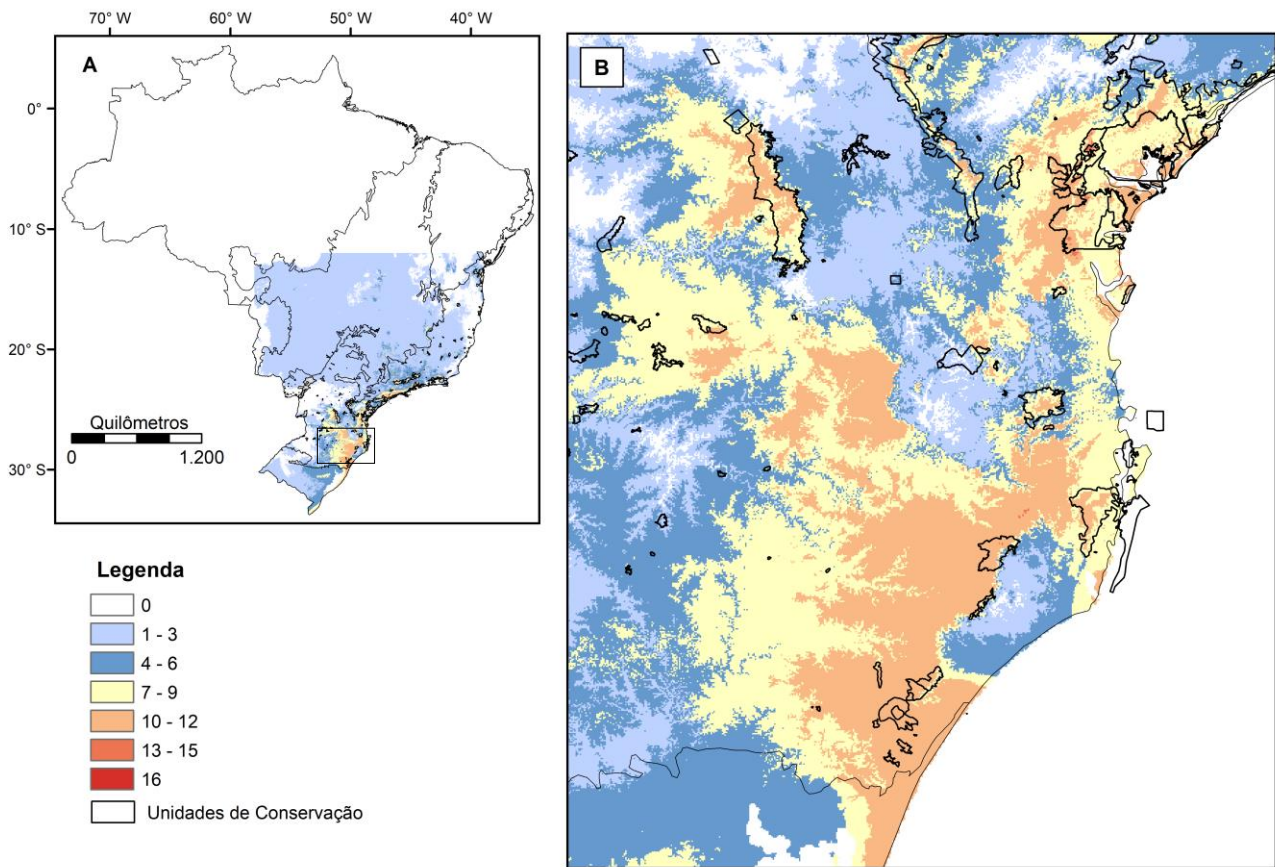 70° W 60° W 50° W 40° W
A
B
0°
10° S
20° S
30° S
Quilômetros
0 1.200
Legenda
0
1 - 3
4 - 6
7 - 9
10 - 12
13 - 15
16
Unidades de Conservação